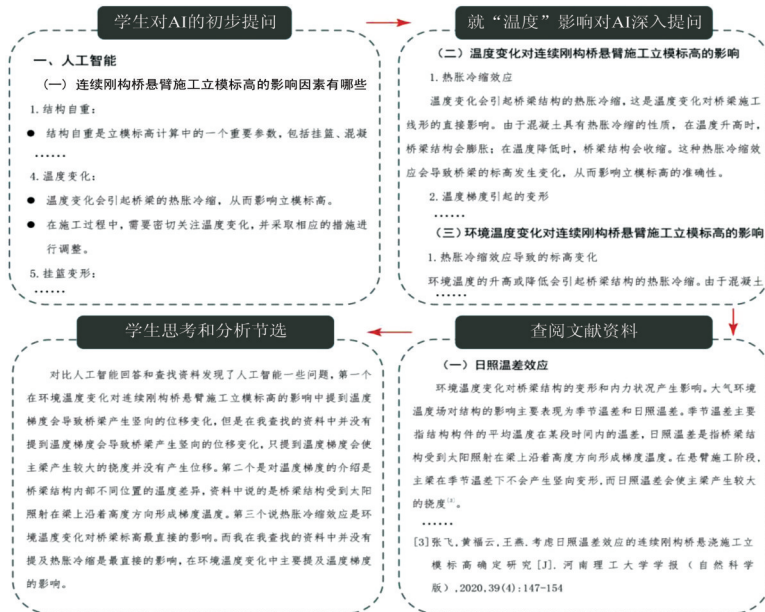 学生对AI的初步提问
一、人工智能
(一) 连续刚构桥悬臂施工立模标高的影响因素有哪些
1.结构自重：
● 结构自重是立模标高计算中的一个重要参数，包括挂篮、混凝
……
4.温度变化：
● 温度变化会引起桥梁的热胀冷缩，从而影响立模标高。
● 在施工过程中，需要密切关注温度变化，并采取相应的措施进
行调整。
5.挂篮变形：
……
就“温度”影响对AI深入提问
(二) 温度变化对连续刚构桥悬臂施工立模标高的影响
1.热胀冷缩效应
温度变化会引起桥梁结构的热胀冷缩，这是温度变化对桥梁施工
线形的直接影响。由于混凝土具有热胀冷缩的性质，在温度升高时，
桥梁结构会膨胀；在温度降低时，桥梁结构会收缩。这种热胀冷缩效
应会导致桥梁的标高发生变化，从而影响立模标高的准确性。
2.温度梯度引起的变形
……
(三) 环境温度变化对连续刚构桥悬臂施工立模标高的影响
1.热胀冷缩效应导致的标高变化
环境温度的升高或降低会引起桥梁结构的热胀冷缩。由于混凝土
……
查阅文献资料
(一) 日照温差效应
环境温度变化对桥梁结构的变形和内力状况产生影响。大气环境
温度场对结构的影响主要表现为季节温差和日照温差。季节温差主要
指结构构件的平均温度在某段时间内的温差，日照温差是指桥梁结
构受到太阳照射在梁上沿着高度方向形成梯度温度。在悬臂施工阶段，
主梁在季节温差下不会产生竖向变形，而日照温差会使主梁产生较大
的挠度[4]。
……
[3]张飞，黄福云，王燕.考虑日照温差效应的连续刚构桥悬浇施工立
模标高确定研究[J].河南理工大学学报（自然科学
版），2020,39(4):147-154
学生思考和分析节选
对比人工智能回答和查找资料发现了人工智能一些问题，第一个
在环境温度变化对连续刚构桥悬臂施工立模标高的影响中提到温度
梯度会导致桥梁产生竖向的位移变化，但是在我查找的资料中并没有
提到温度梯度会导致桥梁产生竖向的位移变化，只提到温度梯度会使
主梁产生较大的挠度并没有产生位移。第二个是对温度梯度的介绍是
桥梁结构内部不同位置的温度差异，资料中说的是桥梁结构受到太阳
照射在梁上沿着高度方向形成梯度温度。第三个说热胀冷缩效应是环
境温度变化对桥梁标高最直接的影响。而我在我查找的资料中并没有
提及热胀冷缩是最直接的影响，在环境温度变化中主要提及温度梯度
的影响。